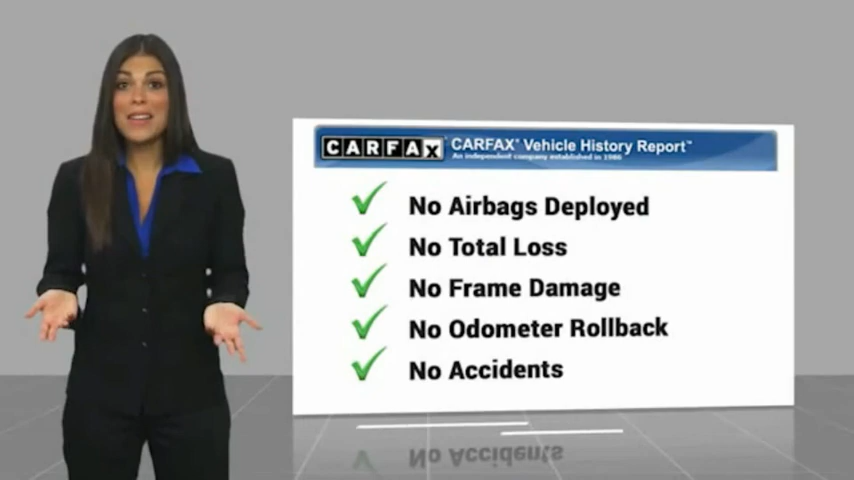 CARFAX CARFAX® Vehicle History Report™
An independent company established in 1986
No Airbags Deployed
No Total Loss
No Frame Damage
No Odometer Rollback
No Accidents
No Accidents